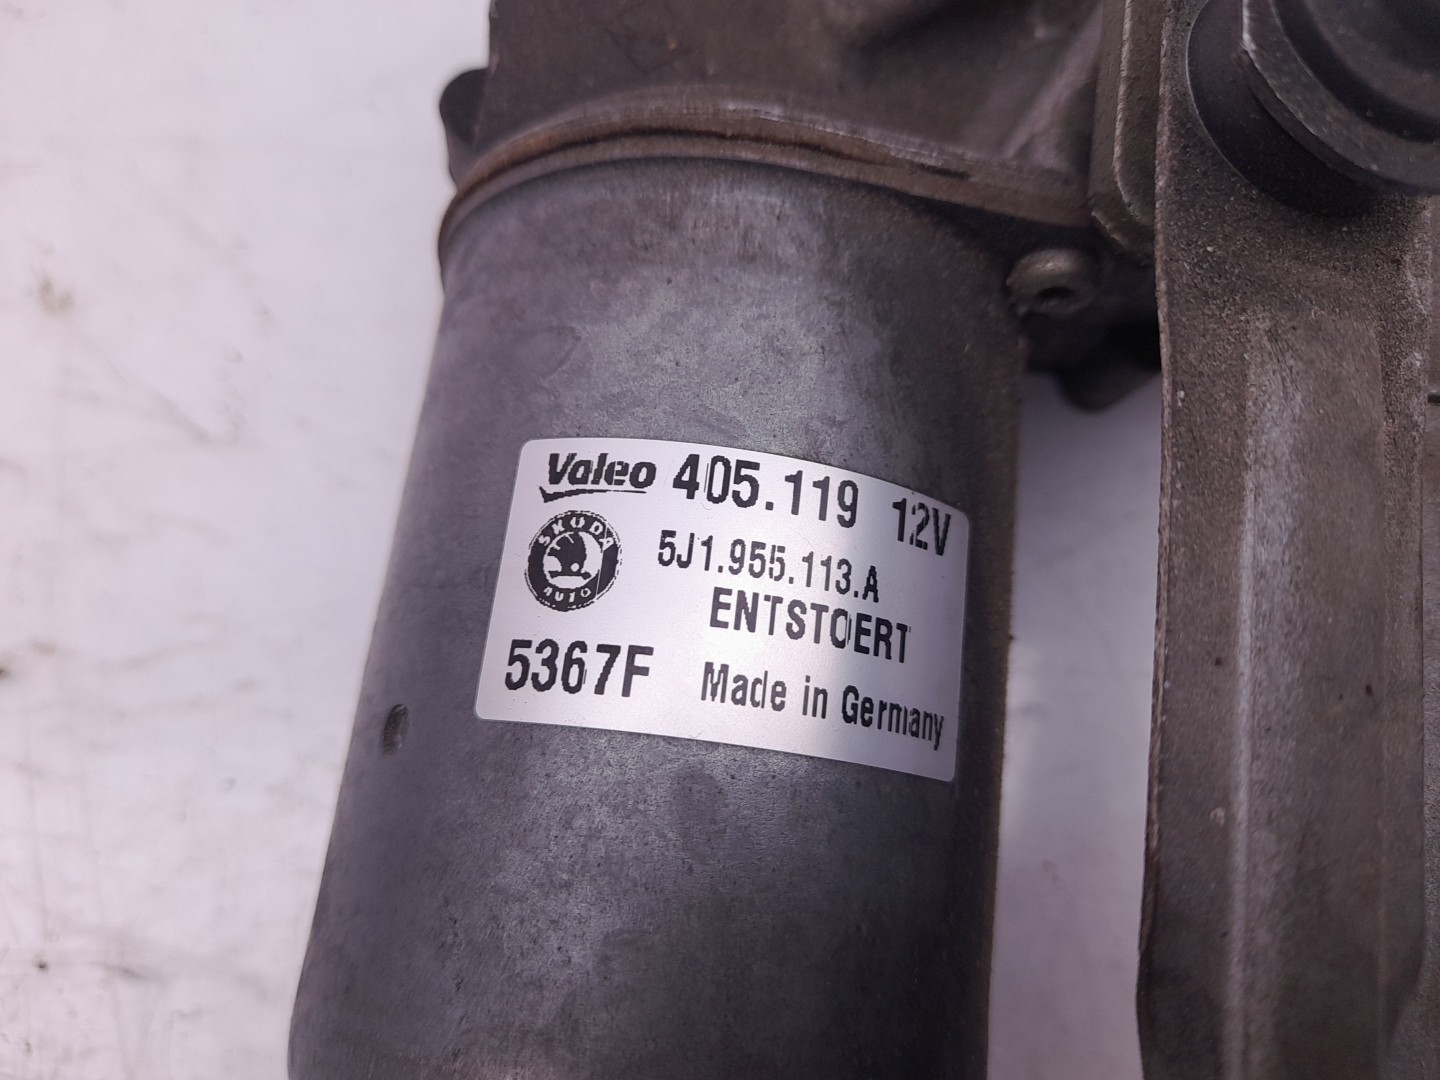 Valeo 405.119 12V
ŠKODA
AUTO
5J1.955.113.A
ENTSTOERT
5367F Made in Germany